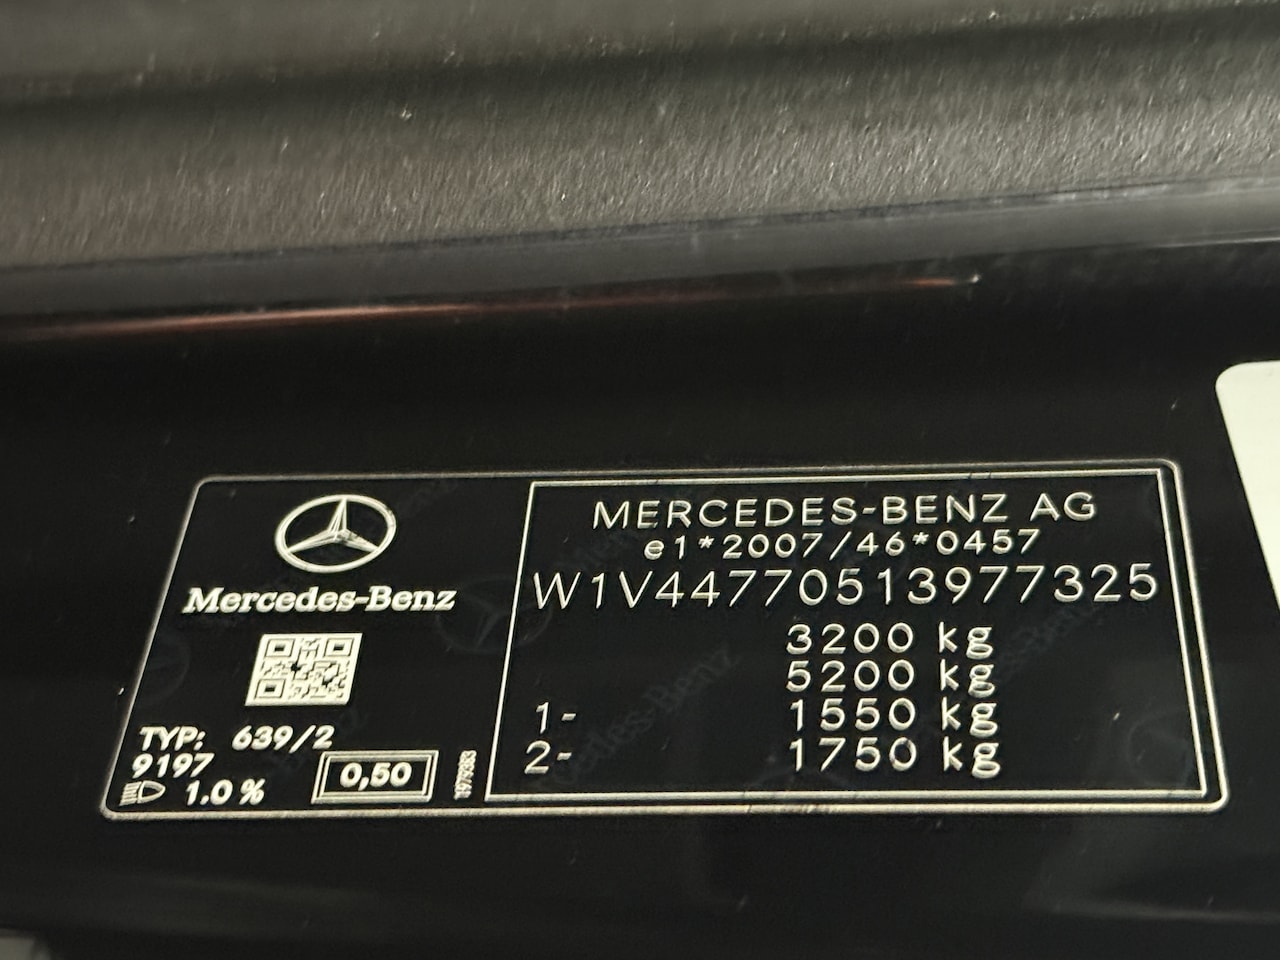 Mercedes-Benz
TYP: 639/2
9197
1.0 %
0,50
MERCEDES-BENZ AG
e1*2007/46*0457
W1V44770513977325
3200 kg
5200 kg
1- 1550 kg
2- 1750 kg